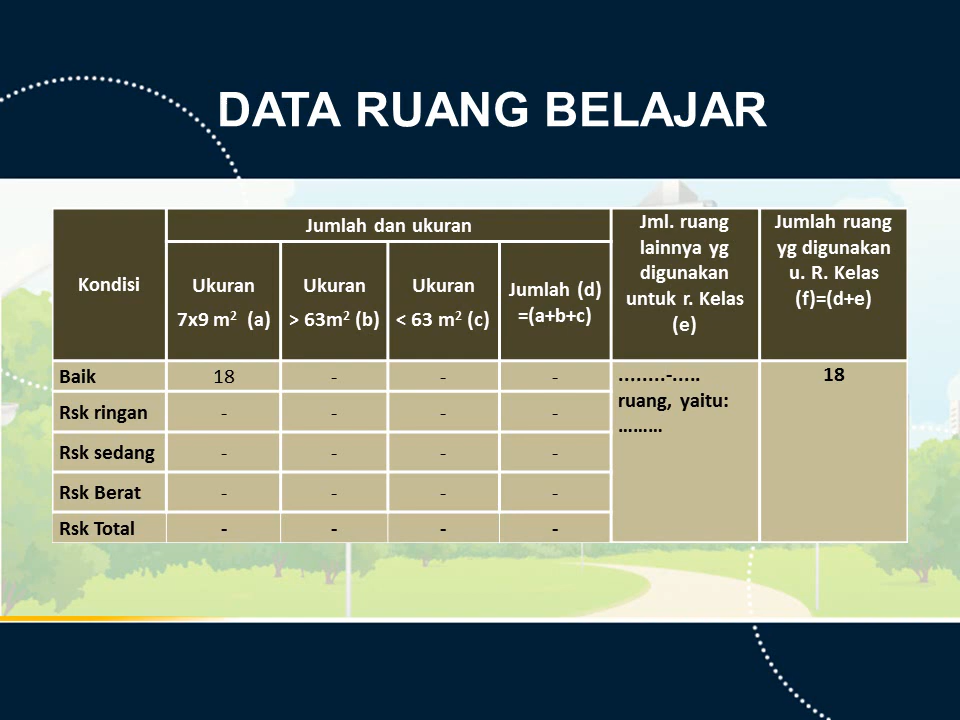 DATA RUANG BELAJAR
Kondisi
Jumlah dan ukuran
Jml. ruang
lainnya yg
digunakan
untuk r. Kelas
(e)
Jumlah ruang
yg digunakan
u. R. Kelas
(f)=(d+e)
Ukuran
7x9 m² (a)
Ukuran
> 63m² (b)
Ukuran
< 63 m² (c)
Jumlah (d)
=(a+b+c)
Baik 18 - - -
........-.....
ruang, yaitu:
………
18
Rsk ringan - - - -
Rsk sedang - - - -
Rsk Berat - - - -
Rsk Total - - - -